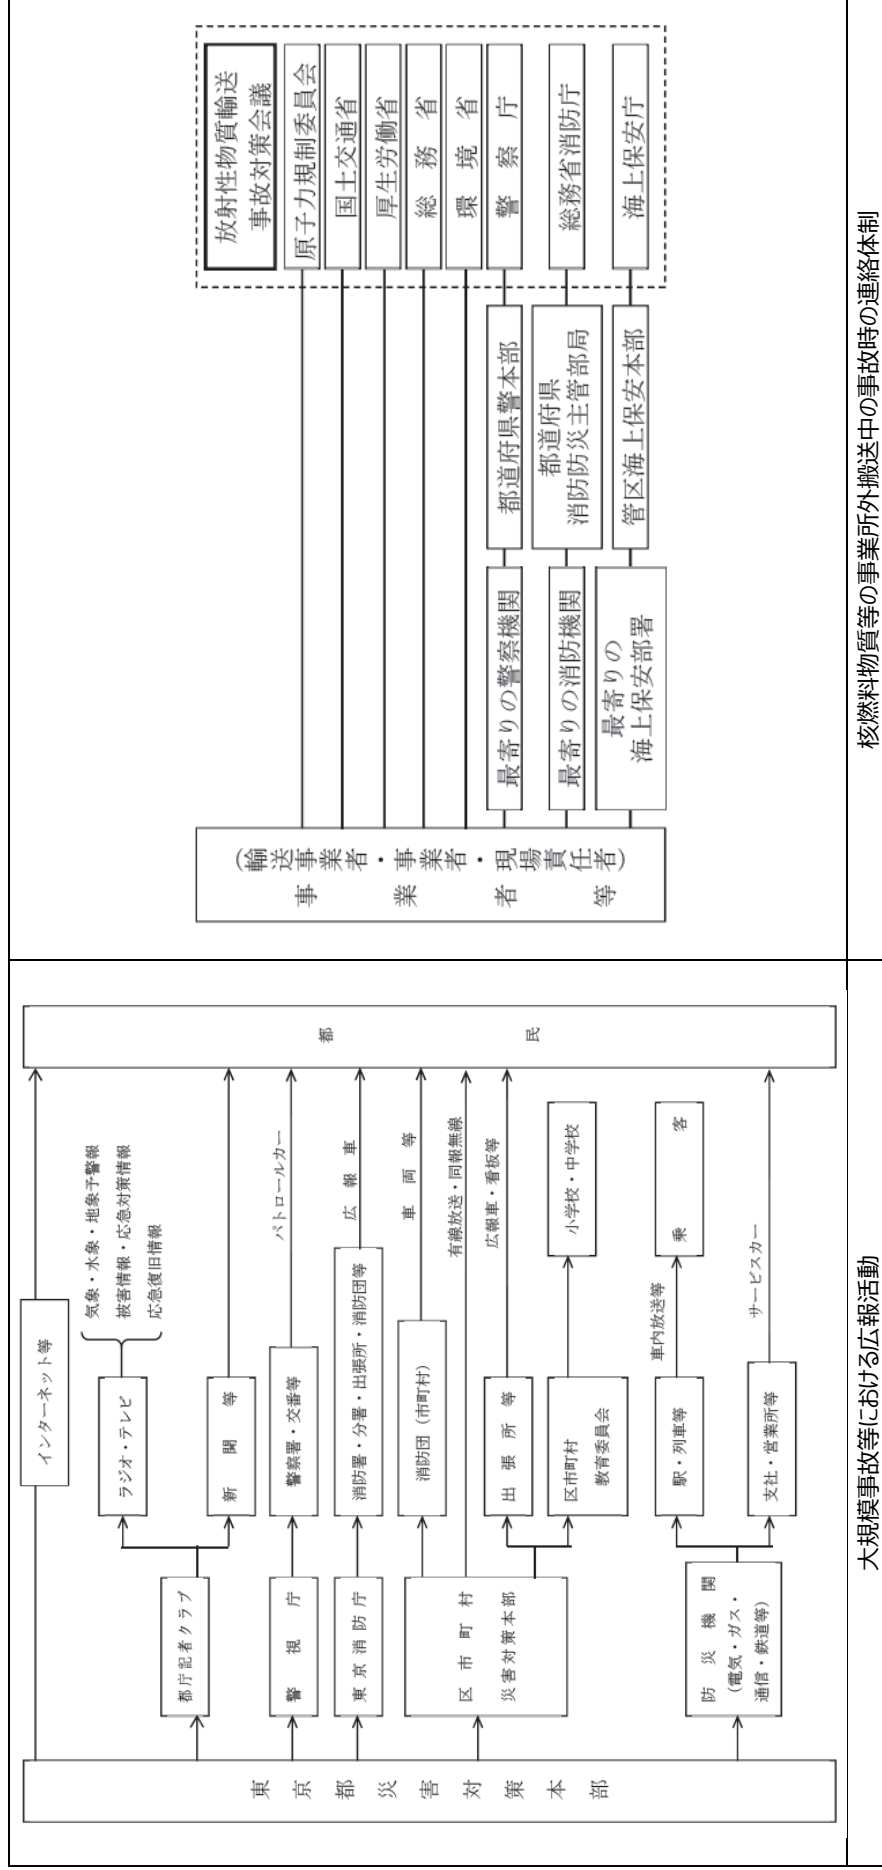 東京都災害対策本部
インターネット等
都庁記者クラブ
ラジオ・テレビ
気象・水象・地象予警報
被害情報・応急対策情報
応急復旧情報
新聞等
警視庁
警察署・交番等
パトロールカー
東京消防庁
消防署・分署・出張所・消防団等
広報車
区市町村
災害対策本部
消防団（市町村）
車両等
有線放送・同報無線
出張所等
広報車・看板等
区市町村
教育委員会
小学校・中学校
防災機関
（電気・ガス・
通信・鉄道等）
駅・列車等
車内放送等
乗客
支社・営業所等
サービスカー
都民
大規模事故等における広報活動
事業者等
（輸送事業者・事業者・現場責任者）
最寄りの警察機関
最寄りの消防機関
最寄りの
海上保安部署
都道府県警本部
都道府県
消防防災主管部局
管区海上保安本部
放射性物質輸送
事故対策会議
原子力規制委員会
国土交通省
厚生労働省
総務省
環境省
警察庁
総務省消防庁
海上保安庁
核燃料物質等の事業所外搬送中の事故時の連絡体制